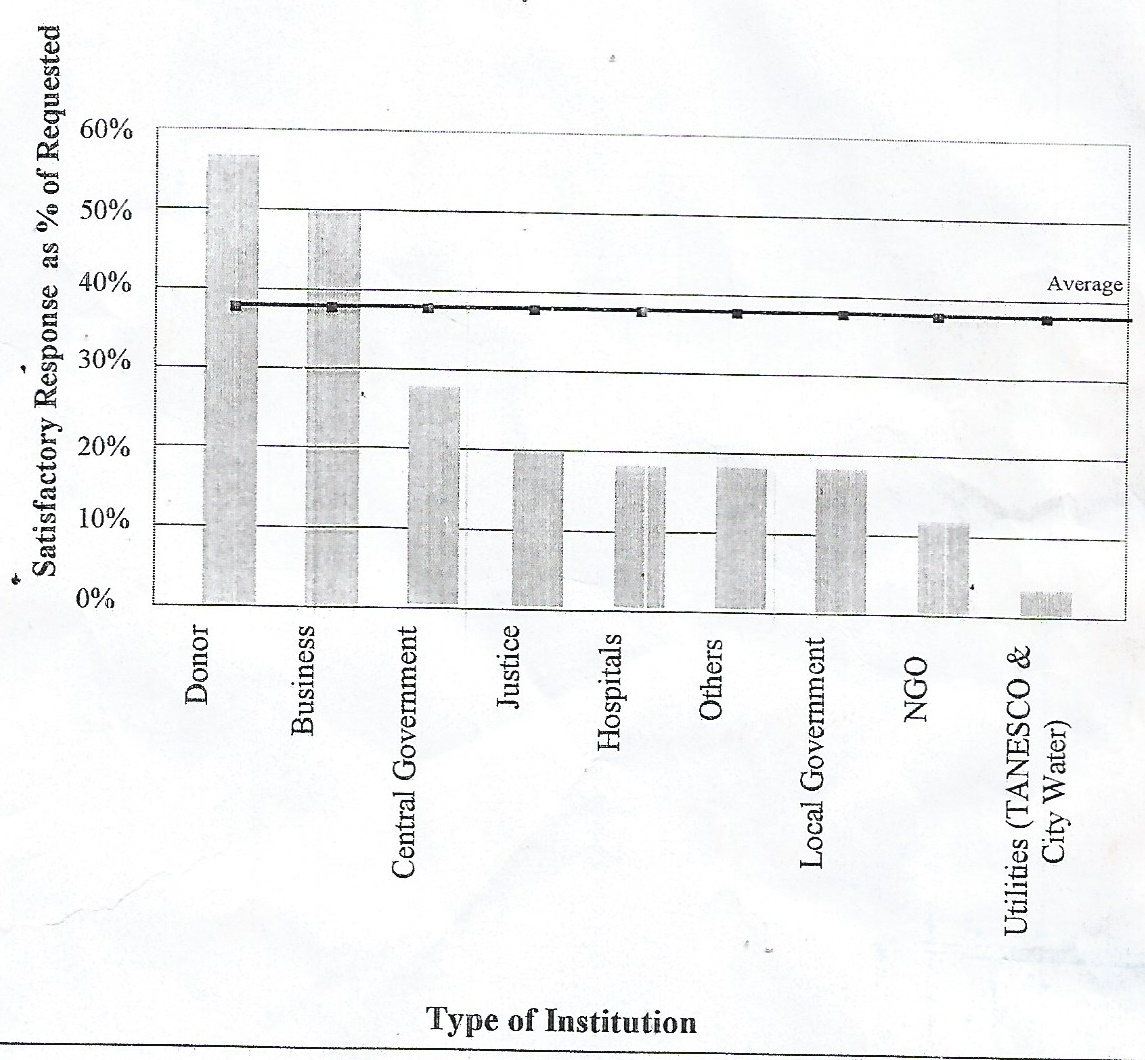 Satisfactory Response as % of Requested
60%
50%
40%
30%
20%
10%
0%
Average
Donor
Business
Central Government
Justice
Hospitals
Others
Local Government
NGO
Utilities (TANESCO &
City Water)
Type of Institution